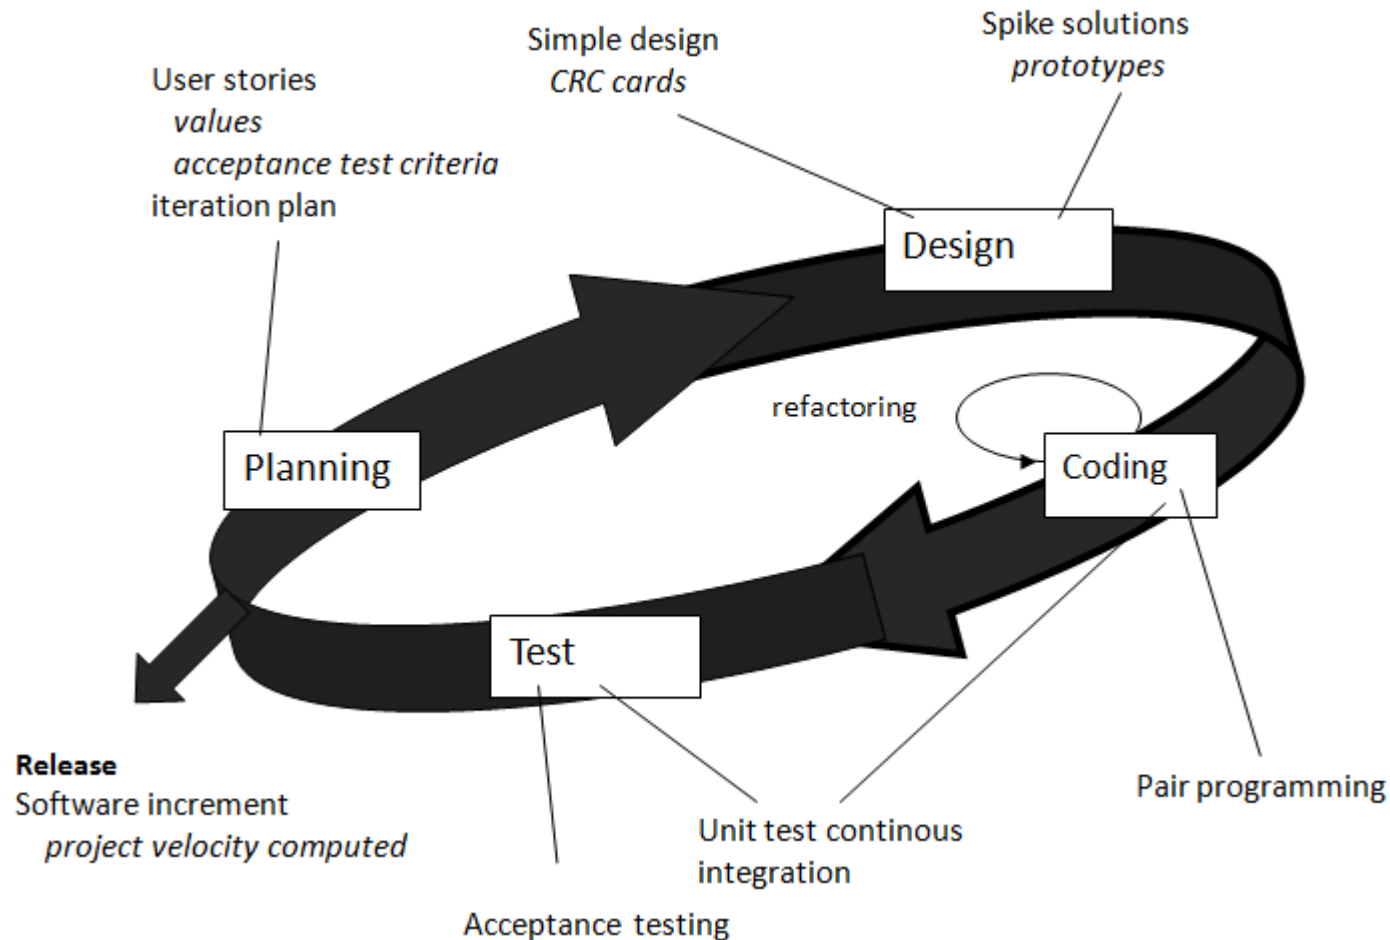 Simple design
CRC cards
Spike solutions
prototypes
User stories
values
acceptance test criteria
iteration plan
Design
refactoring
Planning
Coding
Test
Release
Software increment
project velocity computed
Unit test continous
integration
Pair programming
Acceptance testing